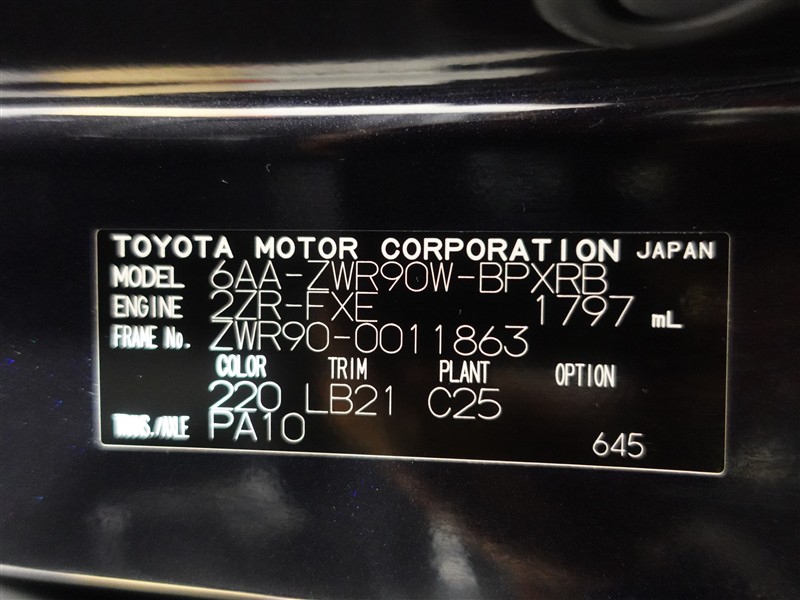 TOYOTA MOTOR CORPORATION JAPAN
MODEL 6AA-ZWR90W-BPXRB
ENGINE 2ZR-FXE 1797 mL
FRAME No. ZWR90-0011863
COLOR TRIM PLANT OPTION
220 LB21 C25
TRANS./AXLE PA10
645